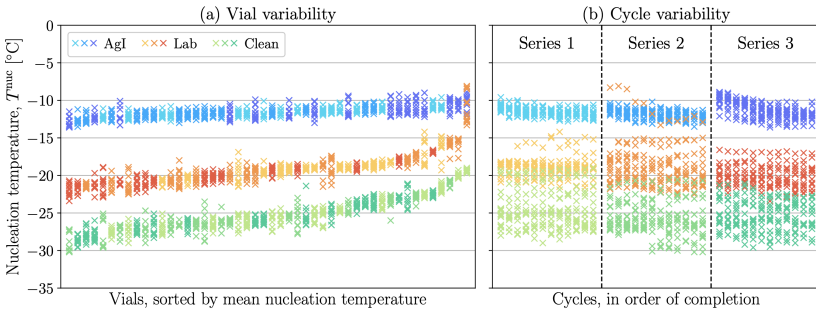 (a) Vial variability
(b) Cycle variability
0
−5
−10
−15
−20
−25
−30
−35
Nucleation temperature, T^nuc [°C]
AgI Lab Clean
Series 1 Series 2 Series 3
Vials, sorted by mean nucleation temperature
Cycles, in order of completion